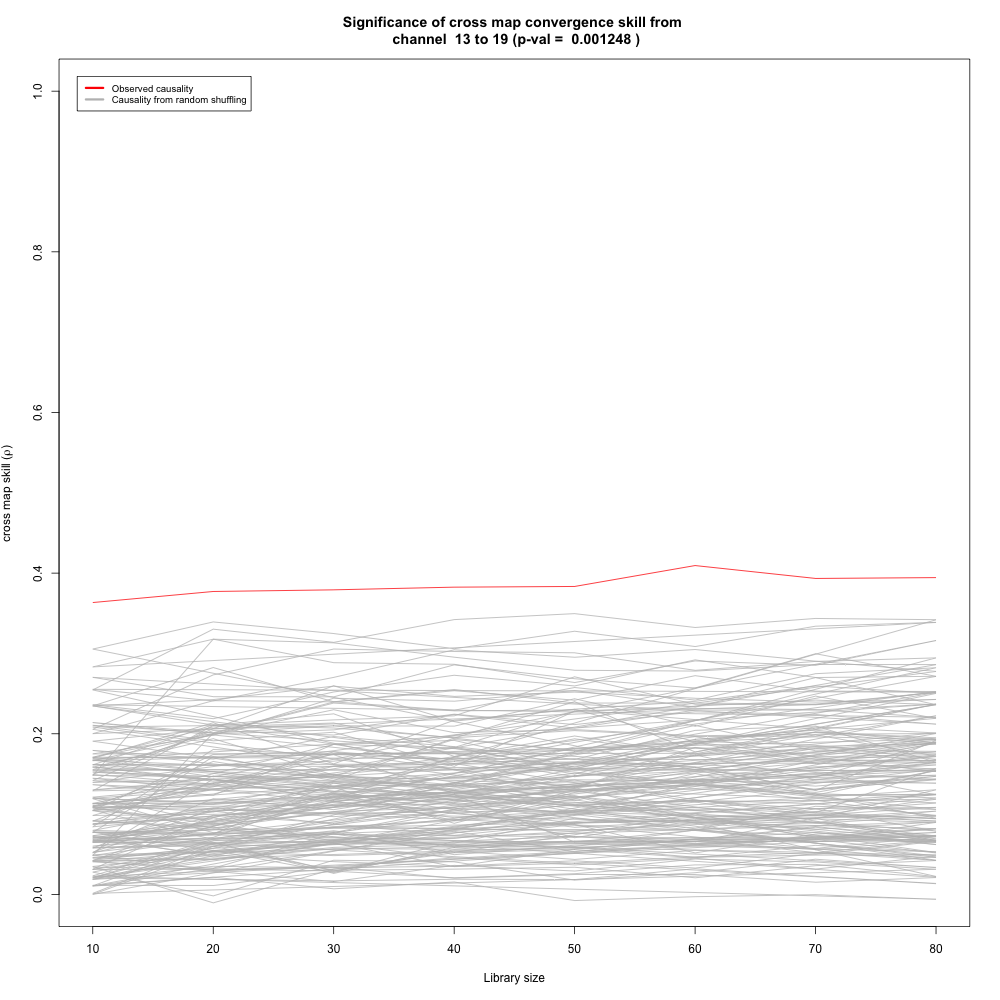 Significance of cross map convergence skill from
channel  13 to 19 (p-val =  0.001248 )
Observed causality
Causality from random shuffling
1.0
0.8
0.6
0.4
0.2
0.0
cross map skill (ρ)
10 20 30 40 50 60 70 80
Library size